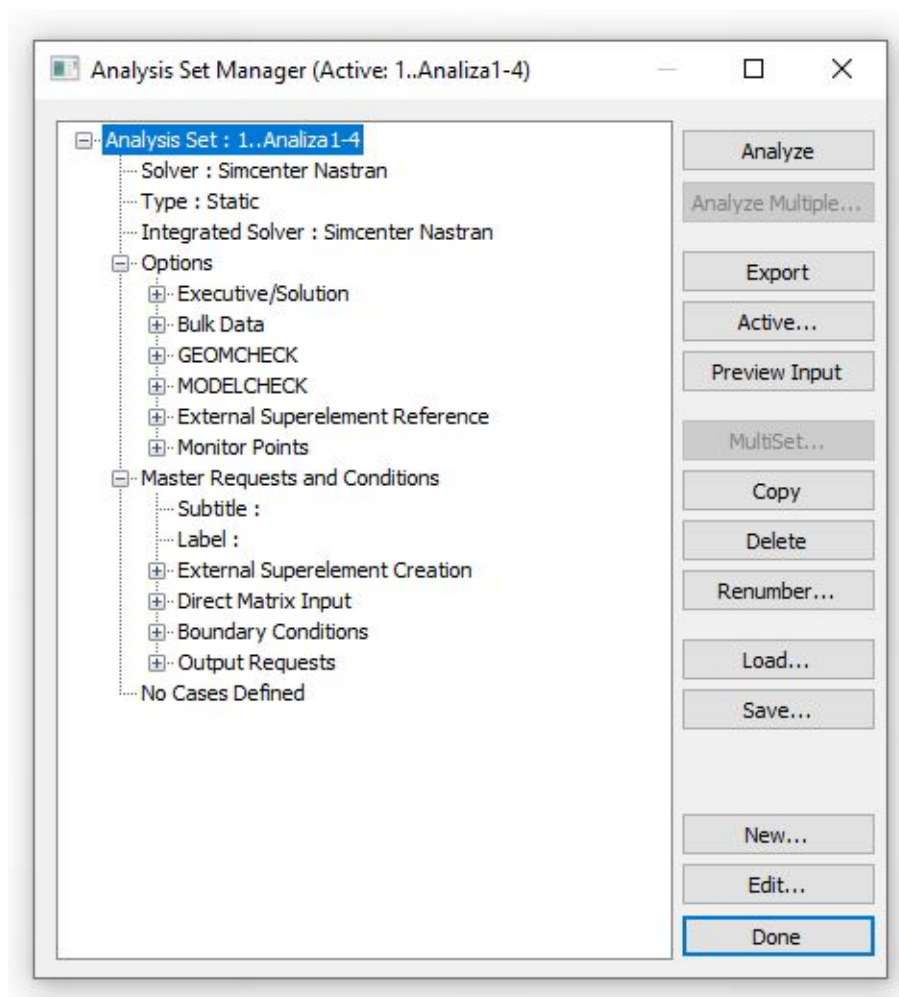 Analysis Set Manager (Active: 1..Analiza1-4)
Analysis Set : 1..Analiza1-4
Solver : Simcenter Nastran
Type : Static
Integrated Solver : Simcenter Nastran
Options
Executive/Solution
Bulk Data
GEOMCHECK
MODELCHECK
External Superelement Reference
Monitor Points
Master Requests and Conditions
Subtitle :
Label :
External Superelement Creation
Direct Matrix Input
Boundary Conditions
Output Requests
No Cases Defined
Analyze
Analyze Multiple...
Export
Active...
Preview Input
MultiSet...
Copy
Delete
Renumber...
Load...
Save...
New...
Edit...
Done